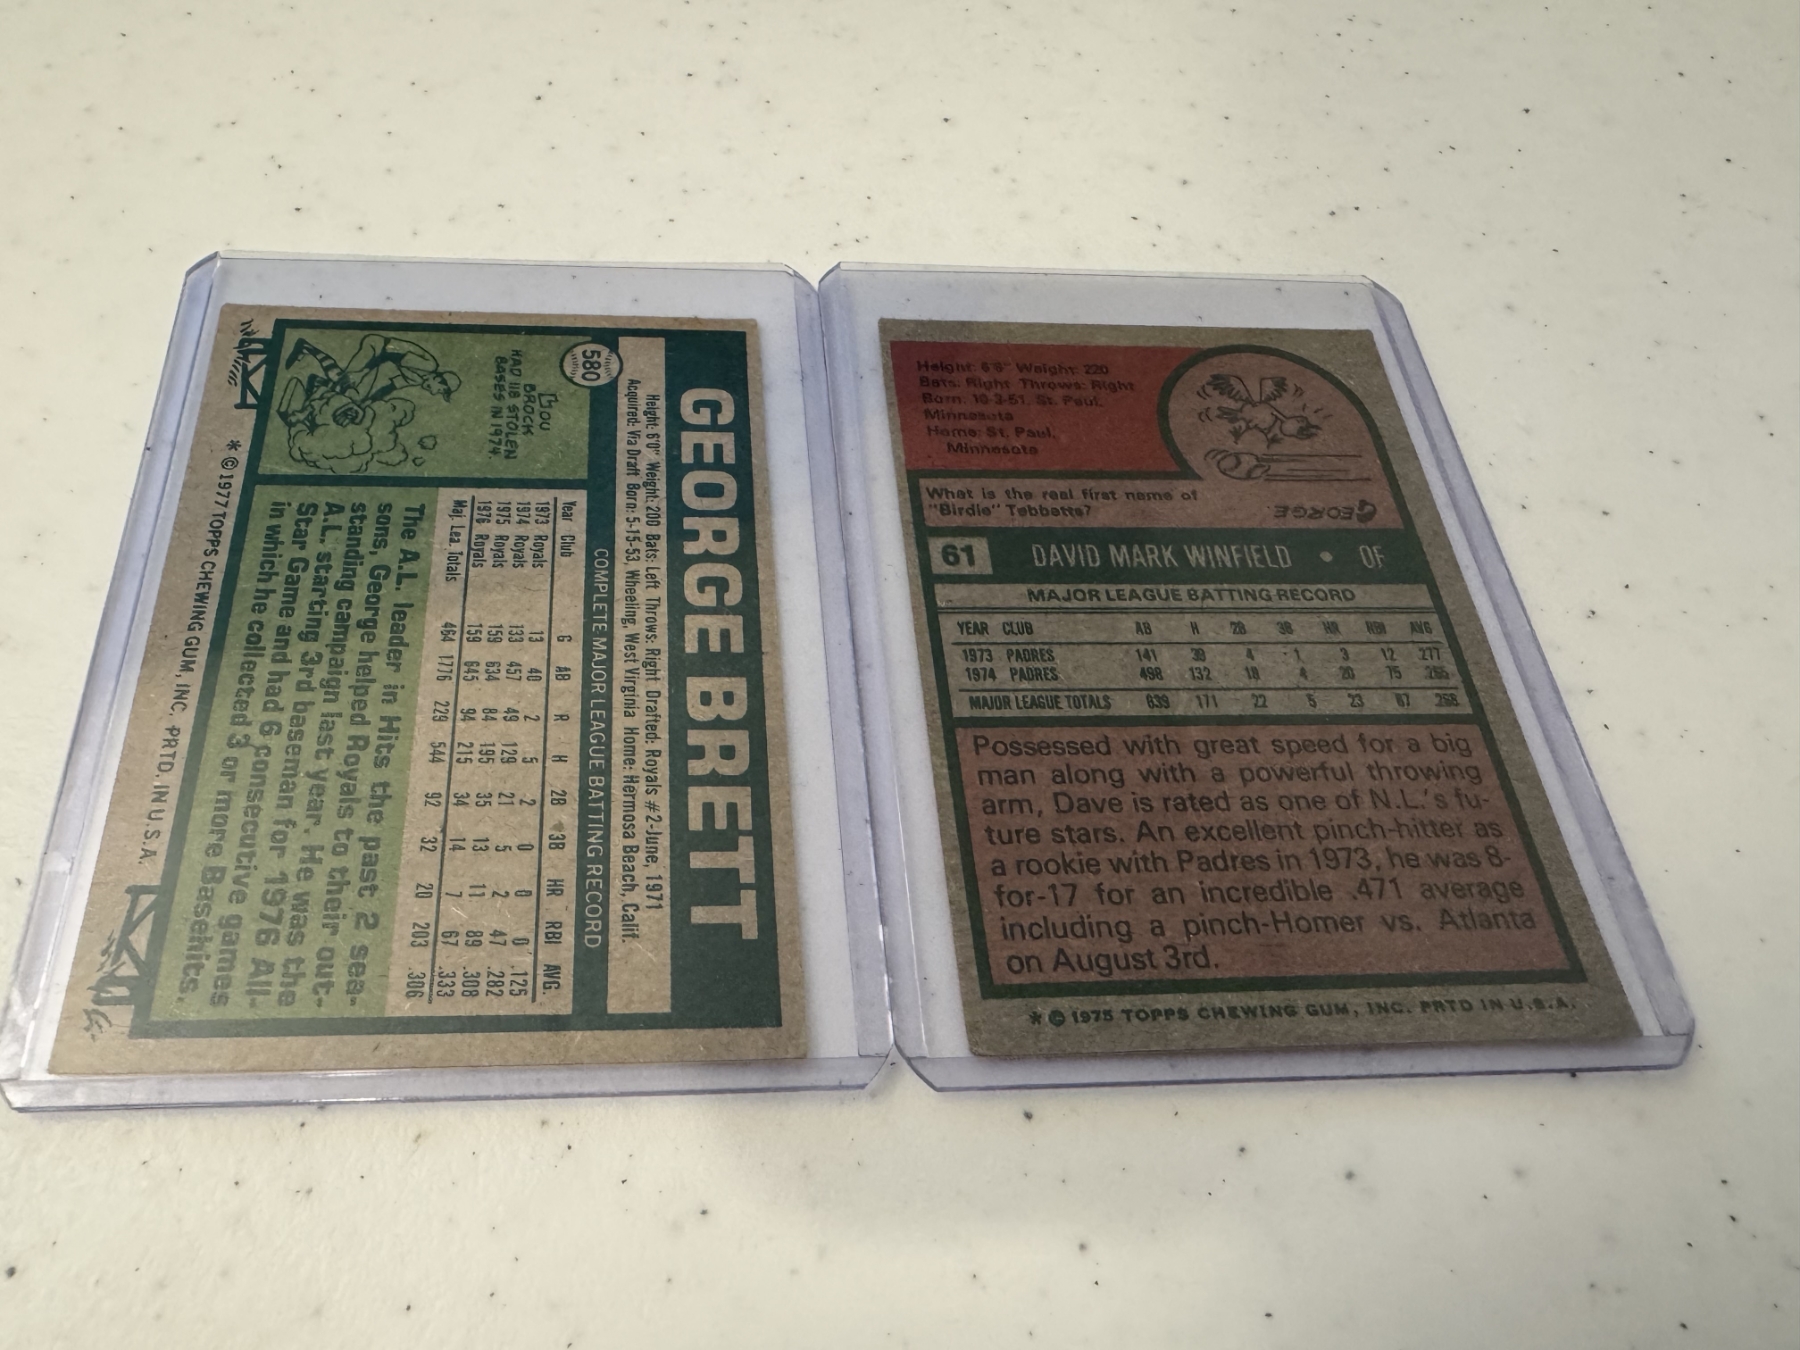 GEORGE BRETT
Height: 6'0" Weight: 200 Bats: Left Throws: Right Drafted: Royals #2-June, 1971
Acquired: Via Draft Born: 5-15-53, Wheeling, West Virginia Home: Hermosa Beach, Calif.
580
COMPLETE MAJOR LEAGUE BATTING RECORD
Year Club G AB R H 2B 3B HR RBI AVG.
1973 Royals 13 40 2 5 2 0 0 0 .125
1974 Royals 133 457 49 129 21 5 2 47 .282
1975 Royals 159 634 84 195 35 13 11 89 .308
1976 Royals 159 645 94 215 34 14 7 67 .333
Maj. Lea. Totals 464 1776 229 544 92 32 20 203 .306
LOU
BROCK
HAD 118 STOLEN
BASES IN 1974.
The A.L. leader in Hits the past 2 sea-
sons, George helped Royals to their out-
standing campaign last year. He was the
A.L. starting 3rd baseman for 1976 All-
Star Game and had 6 consecutive games
in which he collected 3 or more Basehits.
* © 1977 TOPPS CHEWING GUM, INC. PRTD. IN U.S.A.
Height: 6'6" Weight: 220
Bats: Right Throws: Right
Born: 10-3-51, St. Paul,
Minnesota
Home: St. Paul,
Minnesota
What is the real first name of
"Birdie" Tebbetts?
GEORGE.
61 DAVID MARK WINFIELD • OF
MAJOR LEAGUE BATTING RECORD
YEAR CLUB AB H 2B 3B HR RBI AVG
1973 PADRES 141 39 4 1 3 12 277
1974 PADRES 498 132 18 4 20 75 265
MAJOR LEAGUE TOTALS 639 171 22 5 23 87 268
Possessed with great speed for a big
man along with a powerful throwing
arm, Dave is rated as one of N.L.'s fu-
ture stars. An excellent pinch-hitter as
a rookie with Padres in 1973, he was 8-
for-17 for an incredible .471 average
including a pinch-Homer vs. Atlanta
on August 3rd.
* © 1975 TOPPS CHEWING GUM, INC. PRTD IN U.S.A.